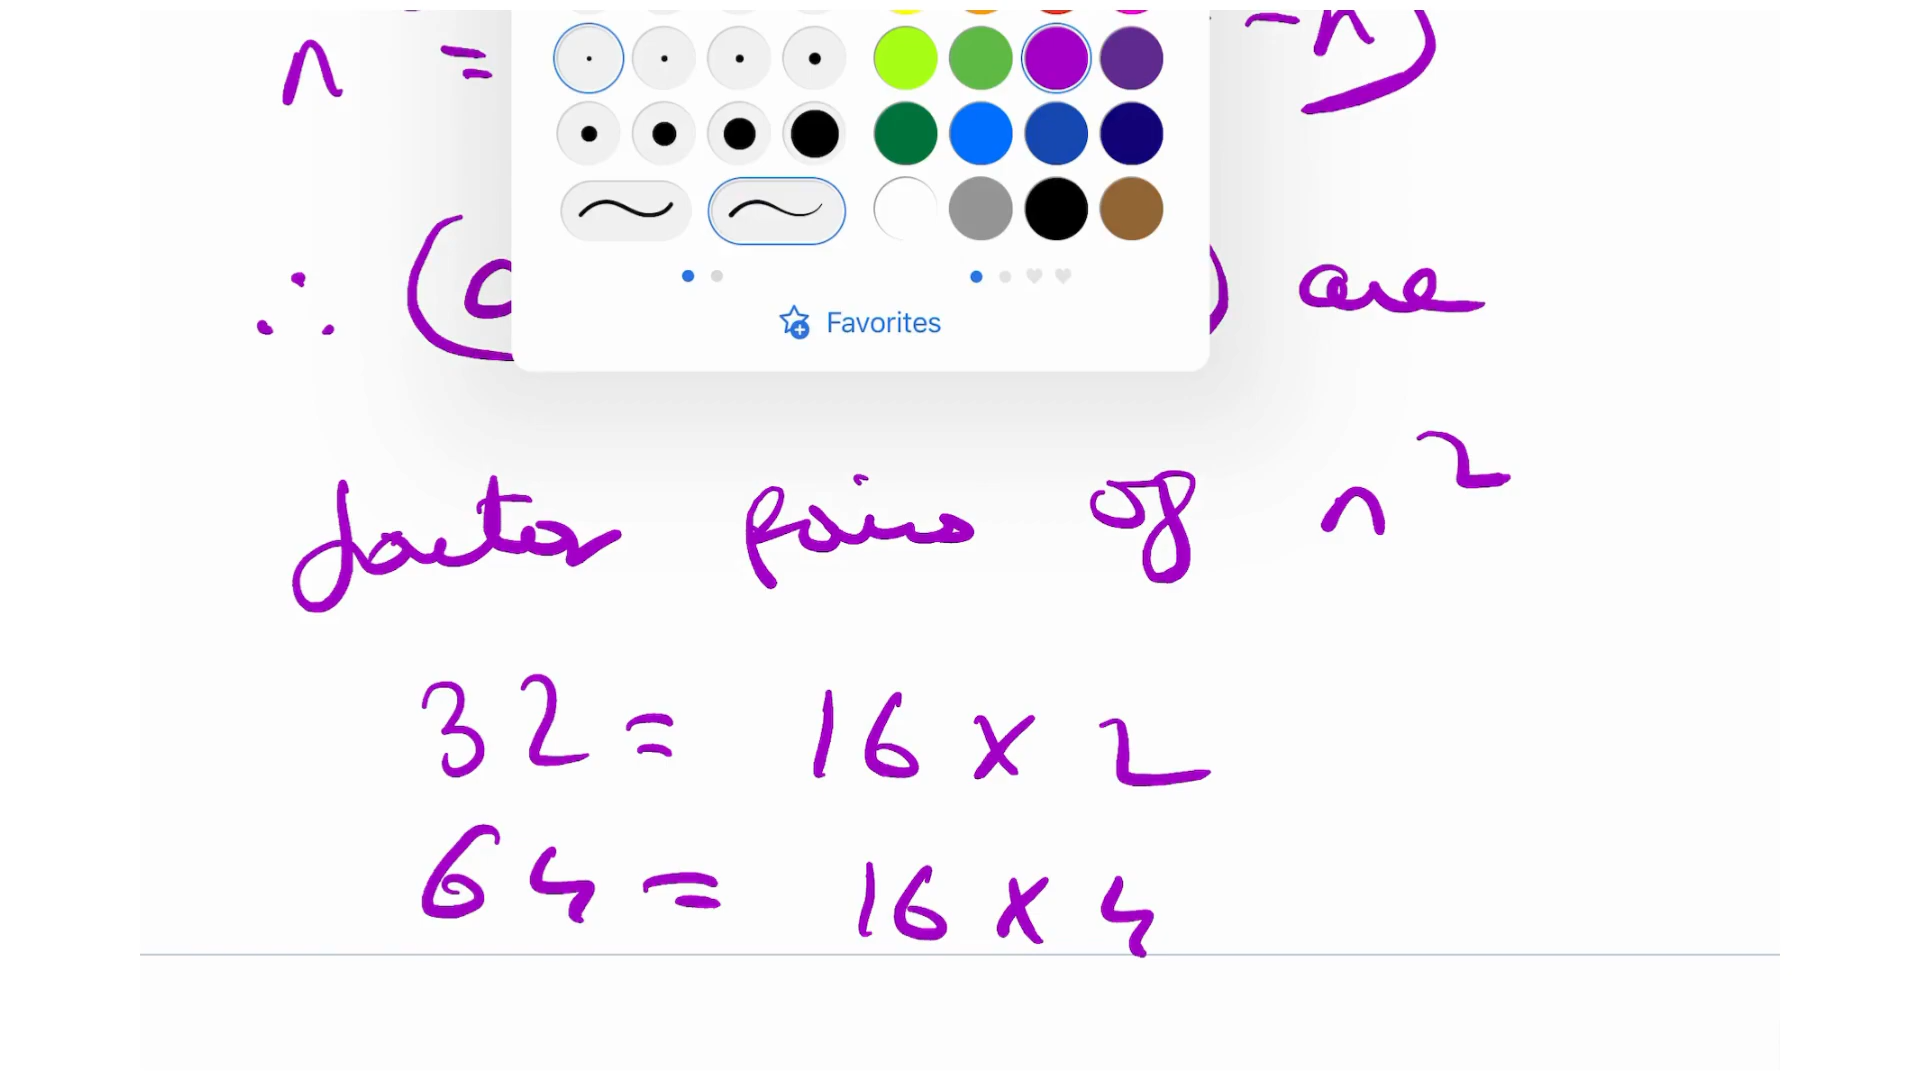 n = -n)
∴ ( ) are
Favorites
factor pairs of n²
32 = 16 x 2
64 = 16 x 4